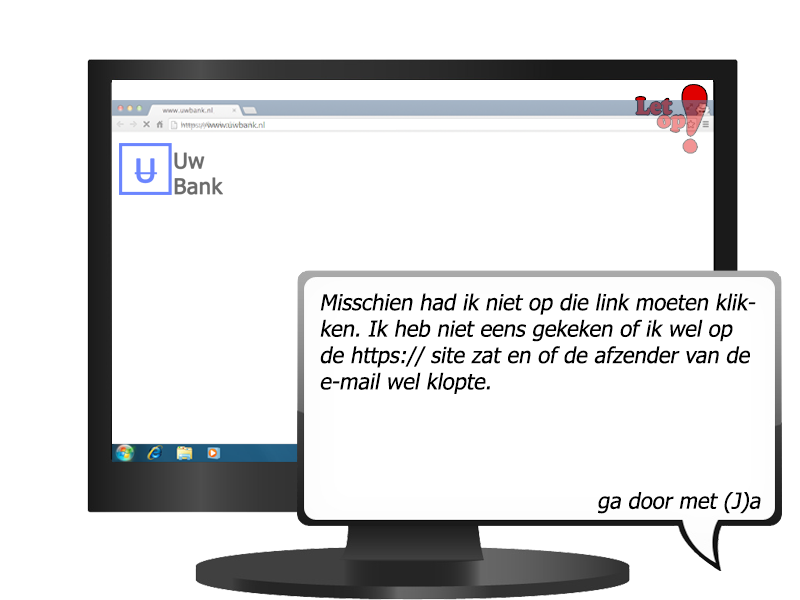 www.uwbank.nl
Let op!
www.uwbank.nl
U
Uw
Bank
Misschien had ik niet op die link moeten klik-
ken. Ik heb niet eens gekeken of ik wel op
de https:// site zat en of de afzender van de
e-mail wel klopte.
ga door met (J)a